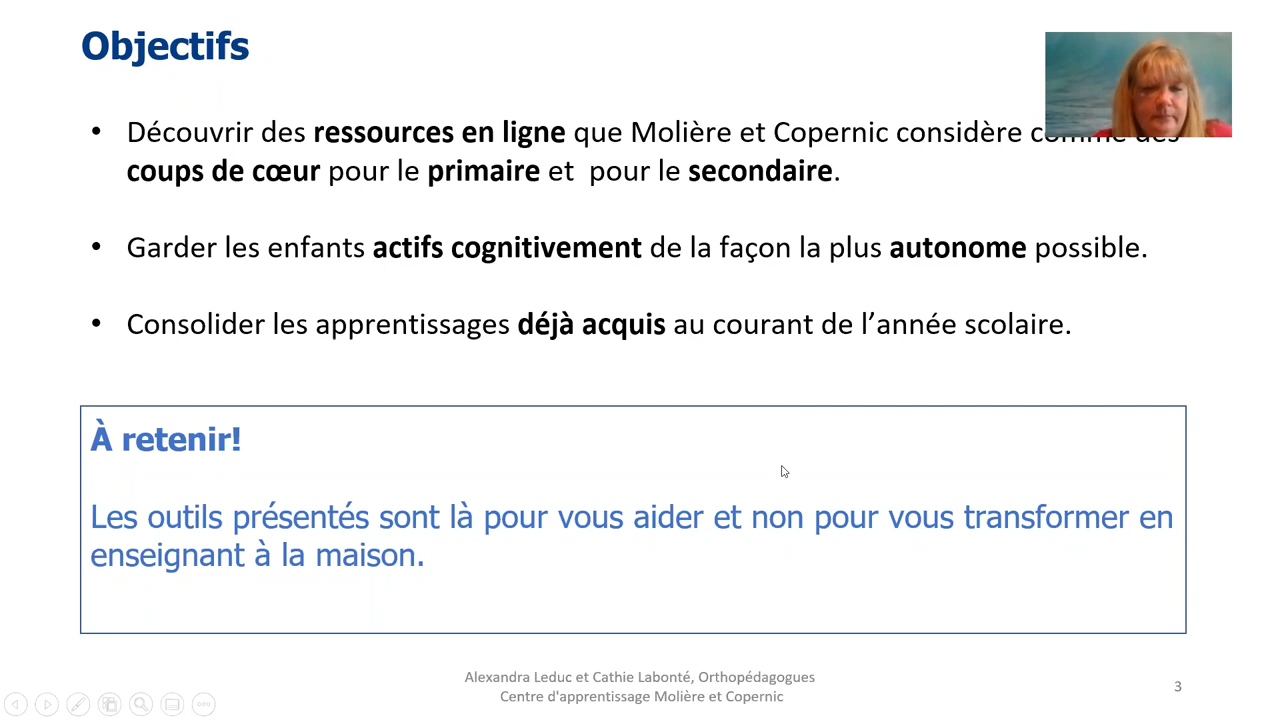 Objectifs
• Découvrir des ressources en ligne que Molière et Copernic considère comme des
coups de cœur pour le primaire et pour le secondaire.
• Garder les enfants actifs cognitivement de la façon la plus autonome possible.
• Consolider les apprentissages déjà acquis au courant de l’année scolaire.
À retenir!
Les outils présentés sont là pour vous aider et non pour vous transformer en
enseignant à la maison.
Alexandra Leduc et Cathie Labonté, Orthopédagogues
Centre d'apprentissage Molière et Copernic
3